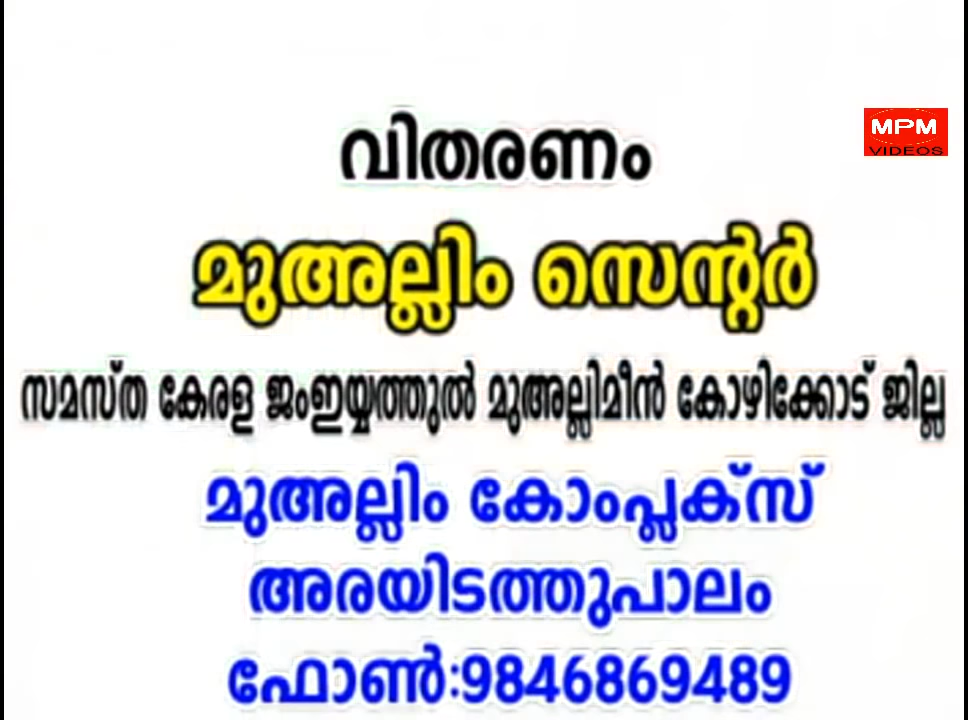 വിതരണം
MPM
VIDEOS
മുഅല്ലിം സെന്റർ
സമസ്ത കേരള ജംഇയ്യത്തുൽ മുഅല്ലിമീൻ കോഴിക്കോട് ജില്ല
മുഅല്ലിം കോംപ്ലക്സ്
അരയിടത്തുപാലം
ഫോൺ:9846869489